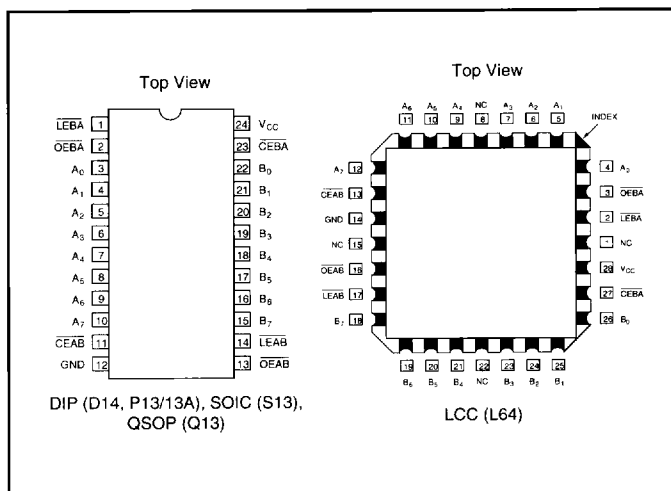 Top View
LEBA 1
OEBA 2
A0 3
A1 4
A2 5
A3 6
A4 7
A5 8
A6 9
A7 10
CEAB 11
GND 12
24 VCC
23 CEBA
22 B0
21 B1
20 B2
19 B3
18 B4
17 B5
16 B6
15 B7
14 LEAB
13 OEAB
DIP (D14, P13/13A), SOIC (S13),
QSOP (Q13)
Top View
A6 A5 A4 NC A3 A2 A1
11 10 9 8 7 6 5
INDEX
A7 12
CEAB 13
GND 14
NC 15
OEAB 16
LEAB 17
B7 18
4 A0
3 OEBA
2 LEBA
1 NC
28 VCC
27 CEBA
26 B0
19 20 21 22 23 24 25
B6 B5 B4 NC B3 B2 B1
LCC (L64)